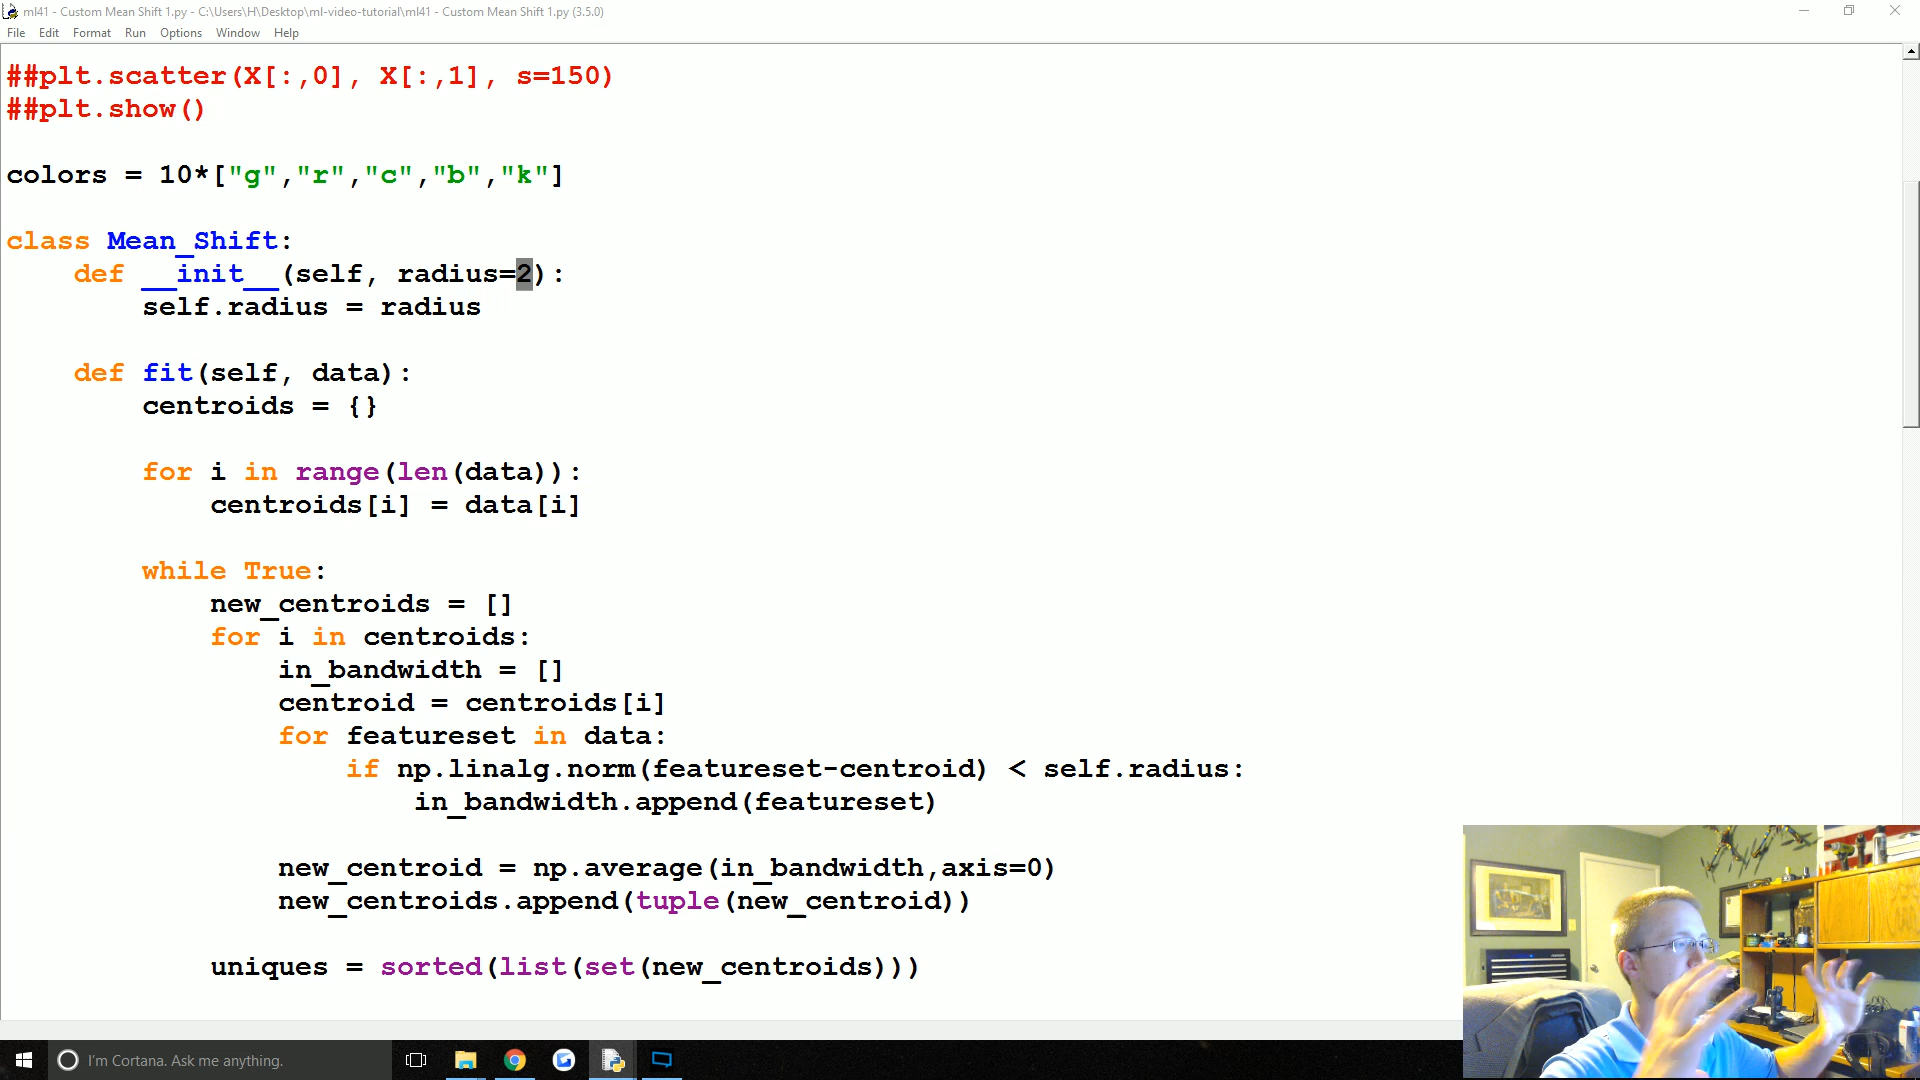 ml41 - Custom Mean Shift 1.py - C:\Users\H\Desktop\ml-video-tutorial\ml41 - Custom Mean Shift 1.py (3.5.0)
File Edit Format Run Options Window Help
##plt.scatter(X[:,0], X[:,1], s=150)
##plt.show()
colors = 10*["g","r","c","b","k"]
class Mean_Shift:
    def __init__(self, radius=2):
        self.radius = radius
    def fit(self, data):
        centroids = {}
        for i in range(len(data)):
            centroids[i] = data[i]
        while True:
            new_centroids = []
            for i in centroids:
                in_bandwidth = []
                centroid = centroids[i]
                for featureset in data:
                    if np.linalg.norm(featureset-centroid) < self.radius:
                        in_bandwidth.append(featureset)
                new_centroid = np.average(in_bandwidth,axis=0)
                new_centroids.append(tuple(new_centroid))
            uniques = sorted(list(set(new_centroids)))
I'm Cortana. Ask me anything.